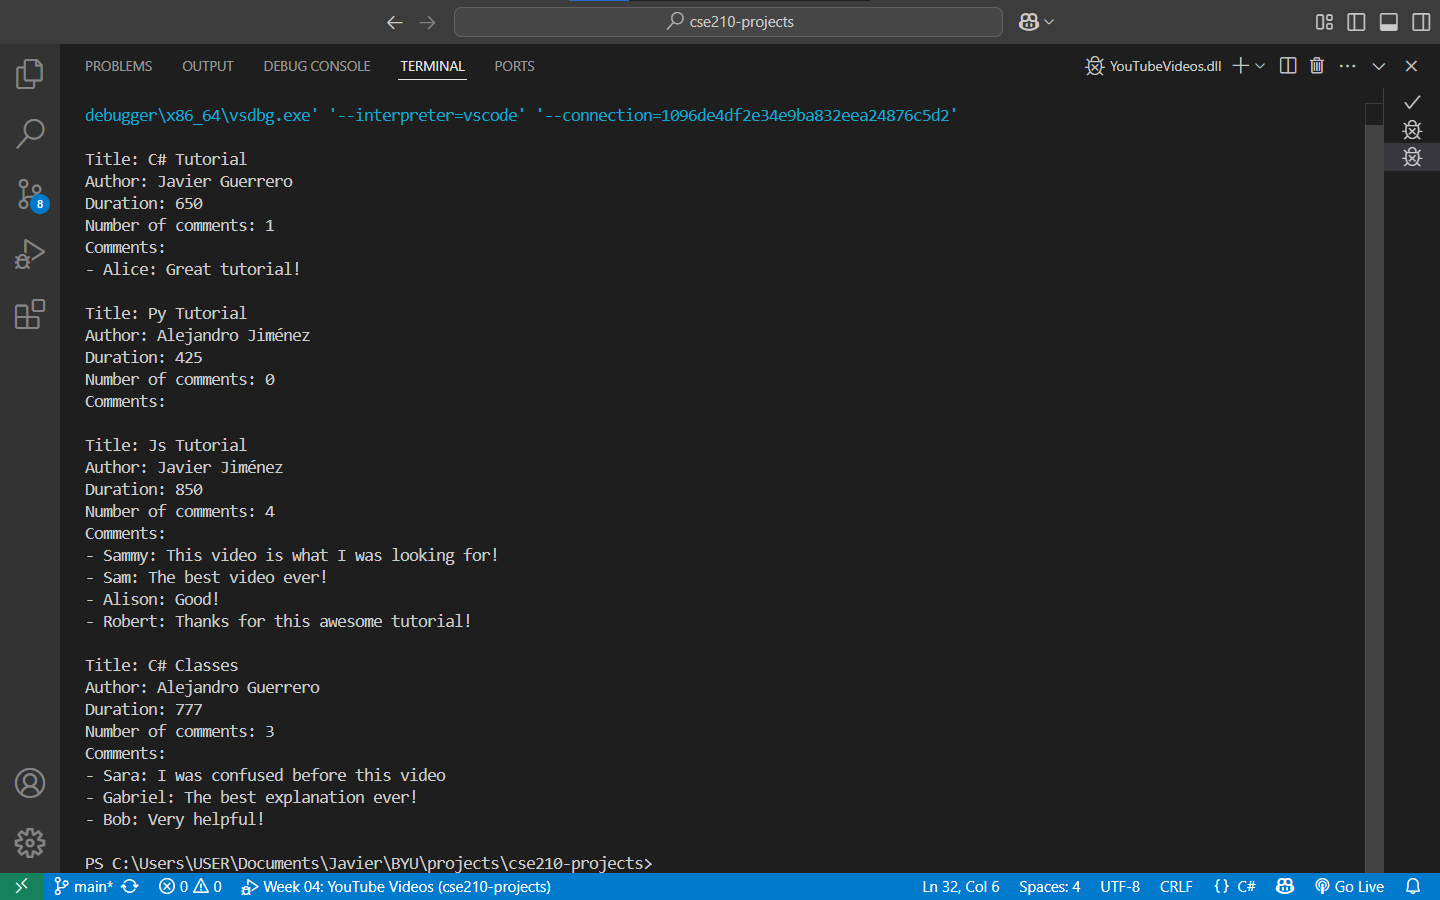 cse210-projects
PROBLEMS OUTPUT DEBUG CONSOLE TERMINAL PORTS YouTubeVideos.dll
debugger\x86_64\vsdbg.exe' '--interpreter=vscode' '--connection=1096de4df2e34e9ba832eea24876c5d2'
Title: C# Tutorial
Author: Javier Guerrero
Duration: 650
Number of comments: 1
Comments:
- Alice: Great tutorial!
Title: Py Tutorial
Author: Alejandro Jiménez
Duration: 425
Number of comments: 0
Comments:
Title: Js Tutorial
Author: Javier Jiménez
Duration: 850
Number of comments: 4
Comments:
- Sammy: This video is what I was looking for!
- Sam: The best video ever!
- Alison: Good!
- Robert: Thanks for this awesome tutorial!
Title: C# Classes
Author: Alejandro Guerrero
Duration: 777
Number of comments: 3
Comments:
- Sara: I was confused before this video
- Gabriel: The best explanation ever!
- Bob: Very helpful!
PS C:\Users\USER\Documents\Javier\BYU\projects\cse210-projects>
8
main* 0 0 Week 04: YouTube Videos (cse210-projects) Ln 32, Col 6 Spaces: 4 UTF-8 CRLF {} C# Go Live